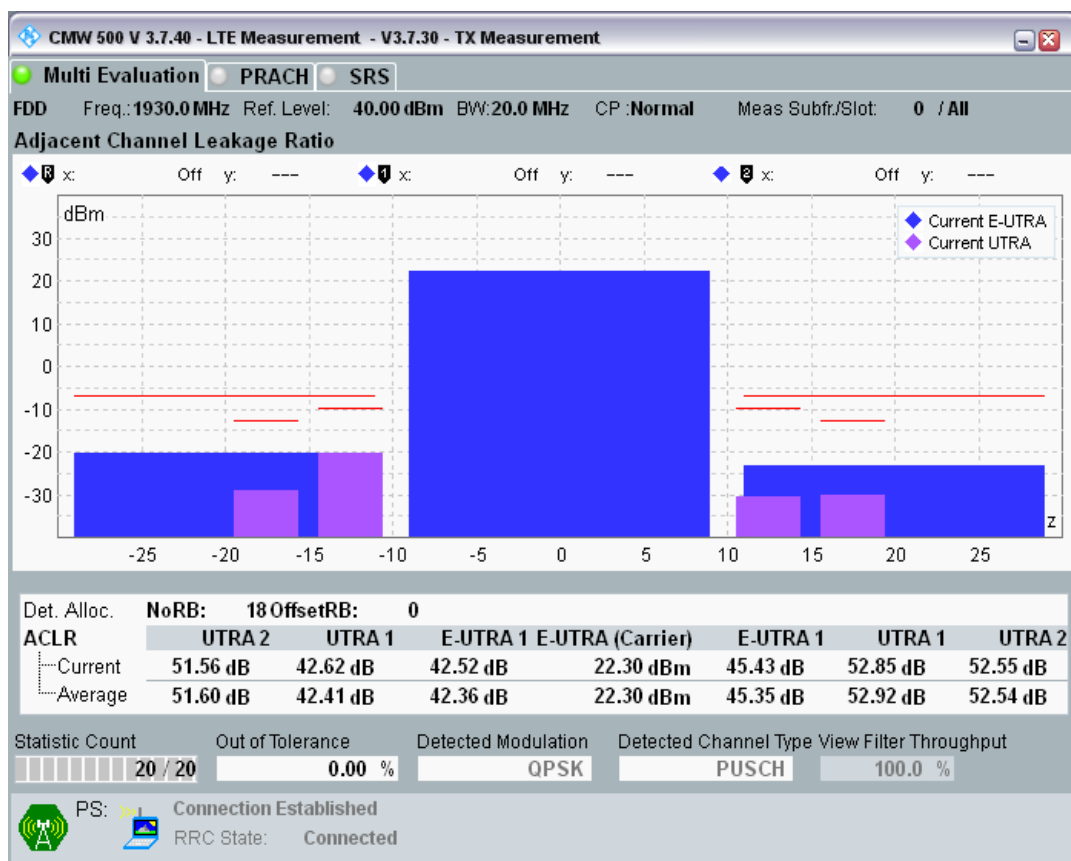 CMW 500 V 3.7.40 - LTE Measurement - V3.7.30 - TX Measurement
Multi Evaluation PRACH SRS
FDD Freq.: 1930.0 MHz Ref. Level: 40.00 dBm BW: 20.0 MHz CP : Normal Meas Subfr./Slot: 0 / All
Adjacent Channel Leakage Ratio
R x: Off y: --- 1 x: Off y: --- 2 x: Off y: ---
dBm
Current E-UTRA
Current UTRA
30
20
10
0
-10
-20
-30
z
-25 -20 -15 -10 -5 0 5 10 15 20 25
Det. Alloc. NoRB: 18 OffsetRB: 0
ACLR UTRA 2 UTRA 1 E-UTRA 1 E-UTRA (Carrier) E-UTRA 1 UTRA 1 UTRA 2
Current 51.56 dB 42.62 dB 42.52 dB 22.30 dBm 45.43 dB 52.85 dB 52.55 dB
Average 51.60 dB 42.41 dB 42.36 dB 22.30 dBm 45.35 dB 52.92 dB 52.54 dB
Statistic Count Out of Tolerance Detected Modulation Detected Channel Type View Filter Throughput
20 / 20 0.00 % QPSK PUSCH 100.0 %
PS: Connection Established
RRC State: Connected